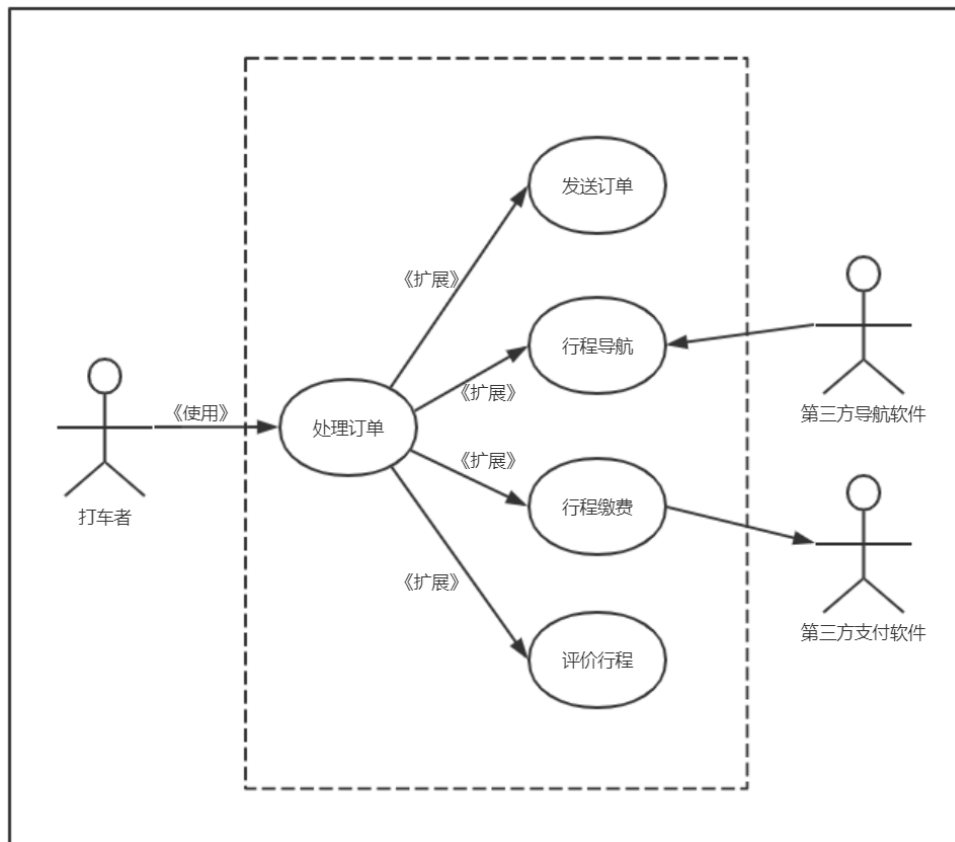 发送订单
《扩展》
行程导航
《扩展》
第三方导航软件
《使用》
处理订单
打车者
《扩展》
行程缴费
《扩展》
第三方支付软件
评价行程